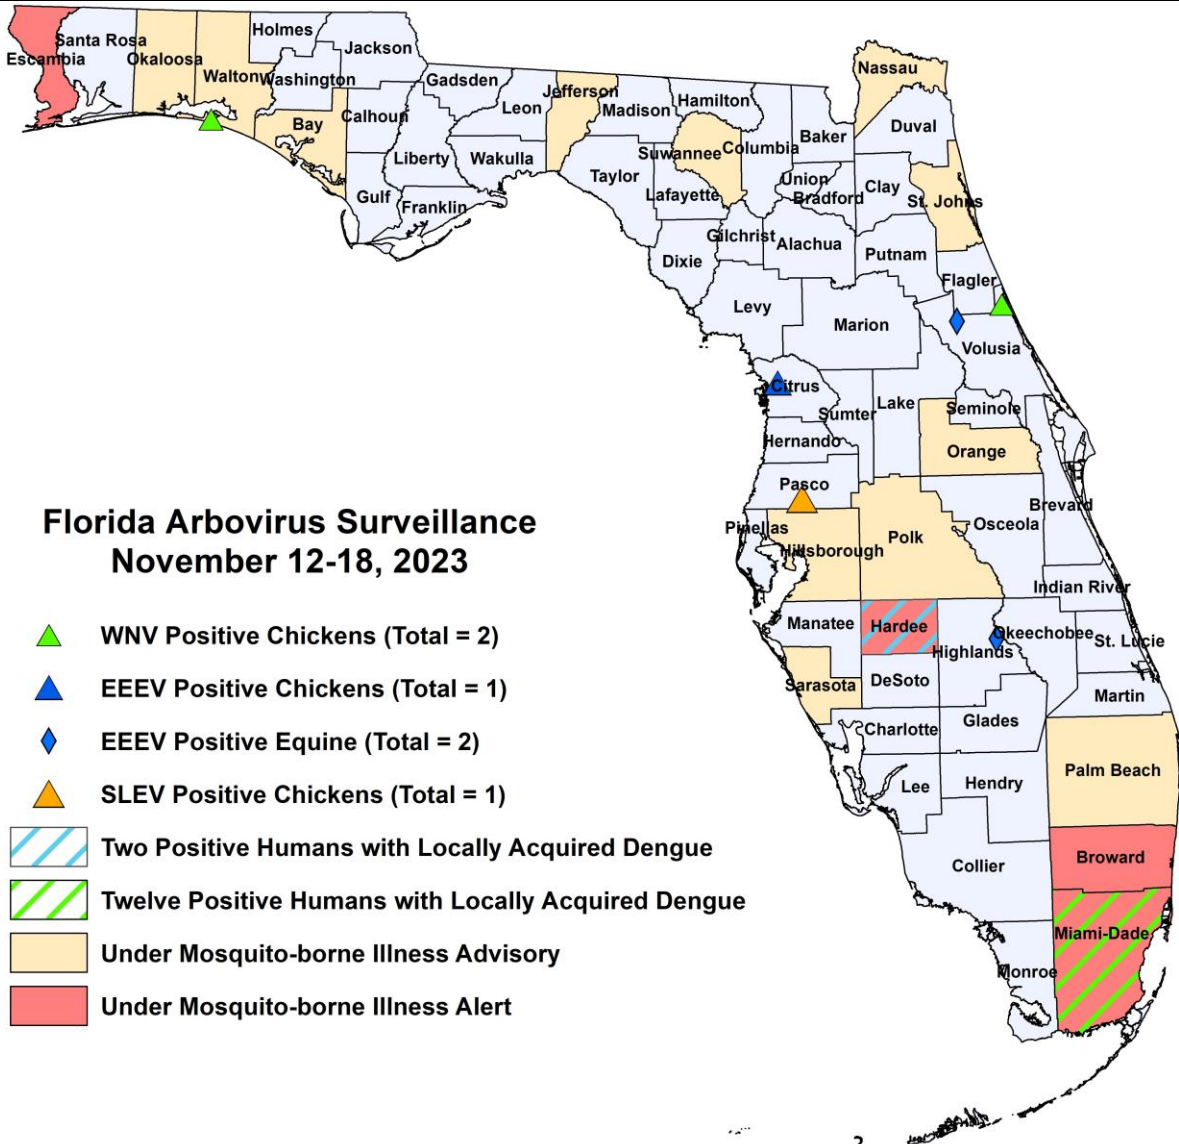 Holmes
Santa Rosa
Jackson
Escambia
Okaloosa
Walton
Washington
Gadsden
Jefferson
Leon
Madison
Hamilton
Nassau
Bay
Calhoun
Duval
Baker
Suwannee
Columbia
Liberty
Wakulla
Taylor
Union
Clay
Gulf
Franklin
Lafayette
Bradford
St. Johns
Gilchrist
Alachua
Putnam
Dixie
Flagler
Levy
Marion
Volusia
Citrus
Sumter
Lake
Seminole
Hernando
Orange
Pasco
Brevard
Pinellas
Osceola
Hillsborough
Polk
Indian River
Manatee
Hardee
Okeechobee
St. Lucie
Highlands
Sarasota
DeSoto
Martin
Charlotte
Glades
Palm Beach
Lee
Hendry
Broward
Collier
Miami-Dade
Monroe
Florida Arbovirus Surveillance
November 12-18, 2023
WNV Positive Chickens (Total = 2)
EEEV Positive Chickens (Total = 1)
EEEV Positive Equine (Total = 2)
SLEV Positive Chickens (Total = 1)
Two Positive Humans with Locally Acquired Dengue
Twelve Positive Humans with Locally Acquired Dengue
Under Mosquito-borne Illness Advisory
Under Mosquito-borne Illness Alert